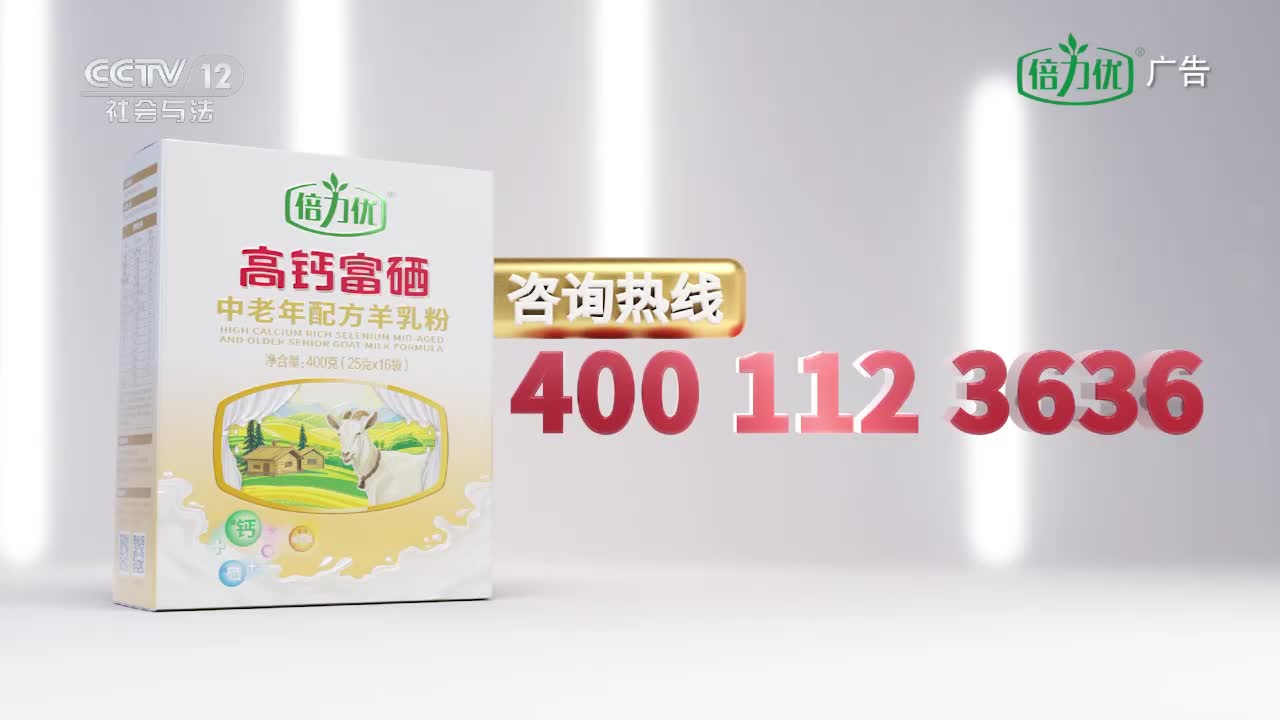 CCTV 12
社会与法
倍力优® 广告
倍力优
高钙富硒
中老年配方羊乳粉
HIGH CALCIUM RICH SELENIUM MID-AGED
AND OLDER SENIOR GOAT MILK FORMULA
净含量:400克(25克x16袋)
钙
硒
咨询热线
400 112 3636